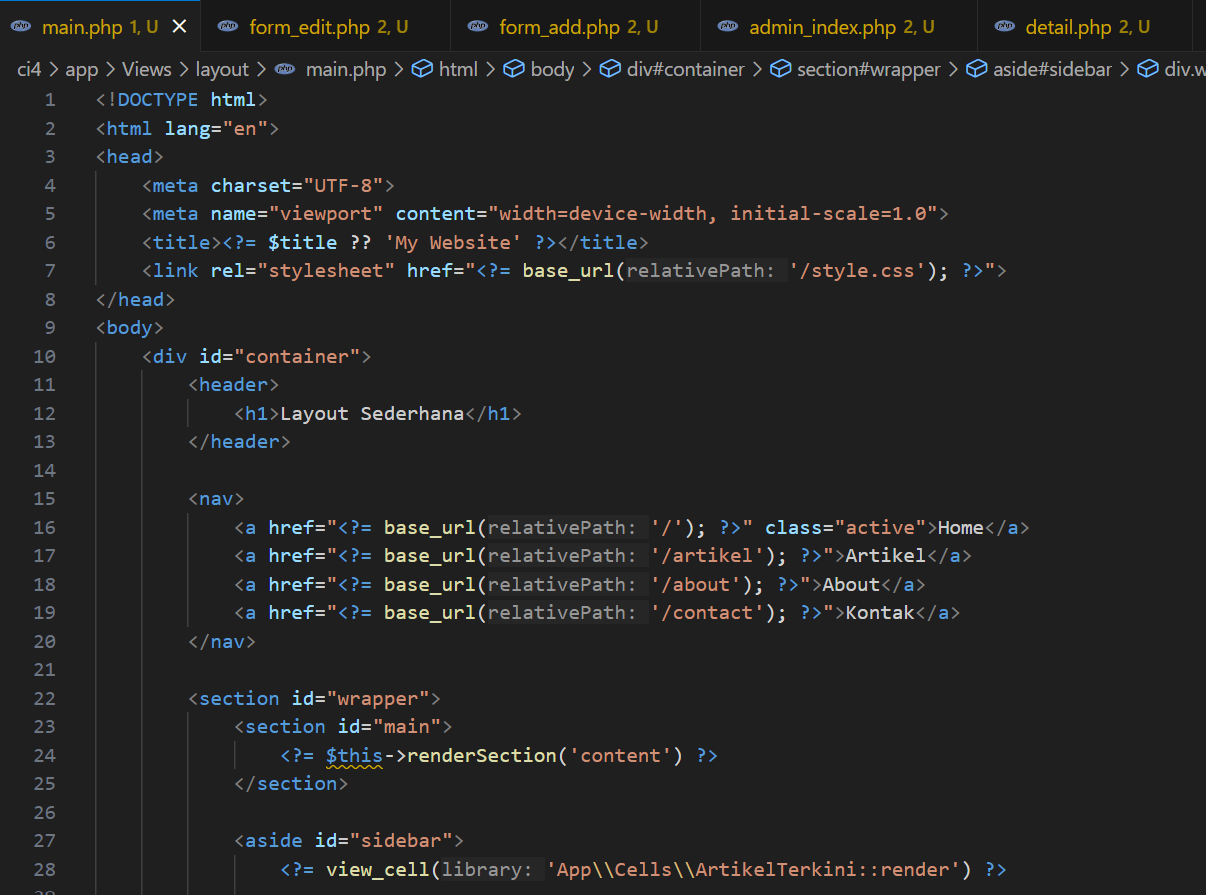 php main.php 1, U × php form_edit.php 2, U php form_add.php 2, U php admin_index.php 2, U php detail.php 2, U
ci4 > app > Views > layout > php main.php > html > body > div#container > section#wrapper > aside#sidebar > div.w
1 <!DOCTYPE html>
2 <html lang="en">
3 <head>
4 <meta charset="UTF-8">
5 <meta name="viewport" content="width=device-width, initial-scale=1.0">
6 <title><?= $title ?? 'My Website' ?></title>
7 <link rel="stylesheet" href="<?= base_url(relativePath: '/style.css'); ?>">
8 </head>
9 <body>
10 <div id="container">
11 <header>
12 <h1>Layout Sederhana</h1>
13 </header>
14
15 <nav>
16 <a href="<?= base_url(relativePath: '/'); ?>" class="active">Home</a>
17 <a href="<?= base_url(relativePath: '/artikel'); ?>">Artikel</a>
18 <a href="<?= base_url(relativePath: '/about'); ?>">About</a>
19 <a href="<?= base_url(relativePath: '/contact'); ?>">Kontak</a>
20 </nav>
21
22 <section id="wrapper">
23 <section id="main">
24 <?= $this->renderSection('content') ?>
25 </section>
26
27 <aside id="sidebar">
28 <?= view_cell(library: 'App\\Cells\\ArtikelTerkini::render') ?>